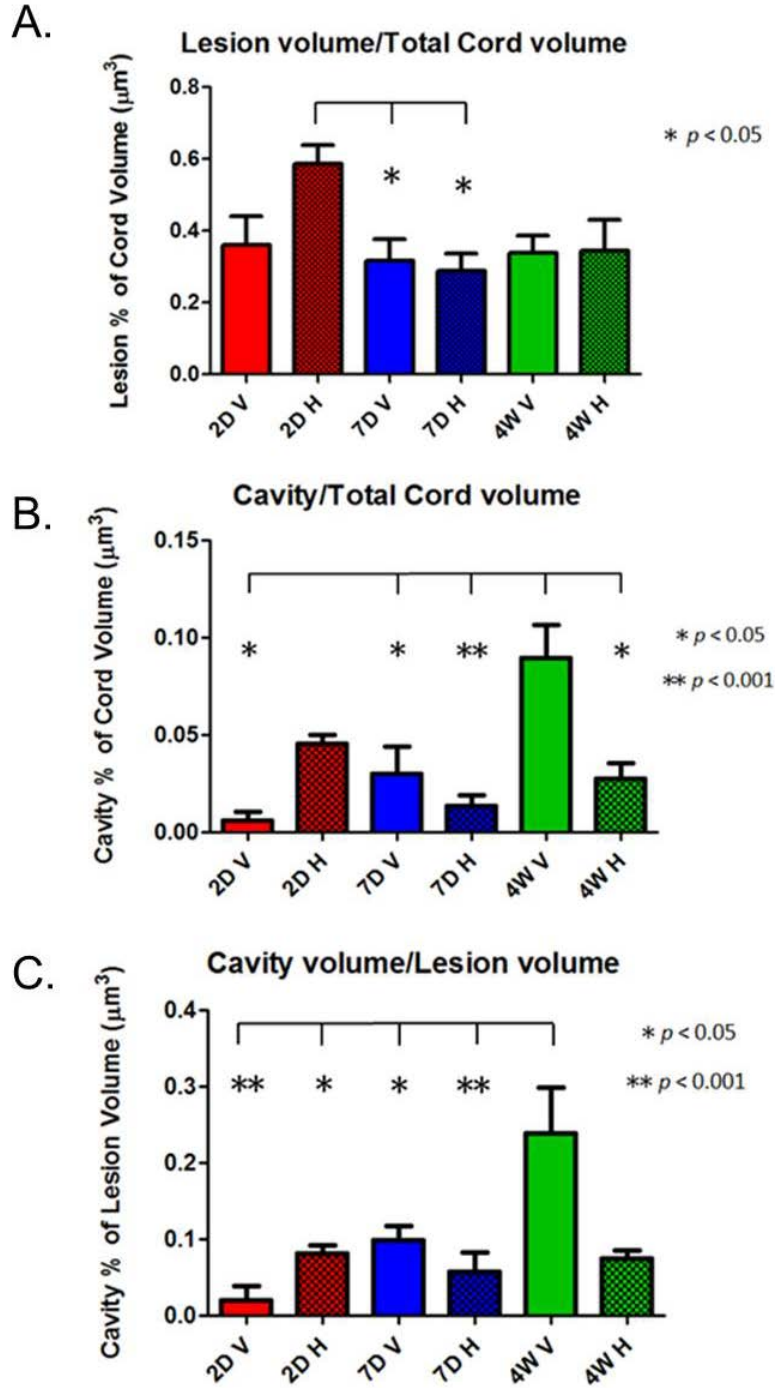 A.
Lesion volume/Total Cord volume
Lesion % of Cord Volume (μm³)
0.8
0.6
0.4
0.2
0.0
* p < 0.05
* *
2D V 2D H 7D V 7D H 4W V 4W H
B.
Cavity/Total Cord volume
Cavity % of Cord Volume (μm³)
0.15
0.10
0.05
0.00
* p < 0.05
** p < 0.001
* * ** *
2D V 2D H 7D V 7D H 4W V 4W H
C.
Cavity volume/Lesion volume
Cavity % of Lesion Volume (μm³)
0.4
0.3
0.2
0.1
0.0
* p < 0.05
** p < 0.001
** * * **
2D V 2D H 7D V 7D H 4W V 4W H